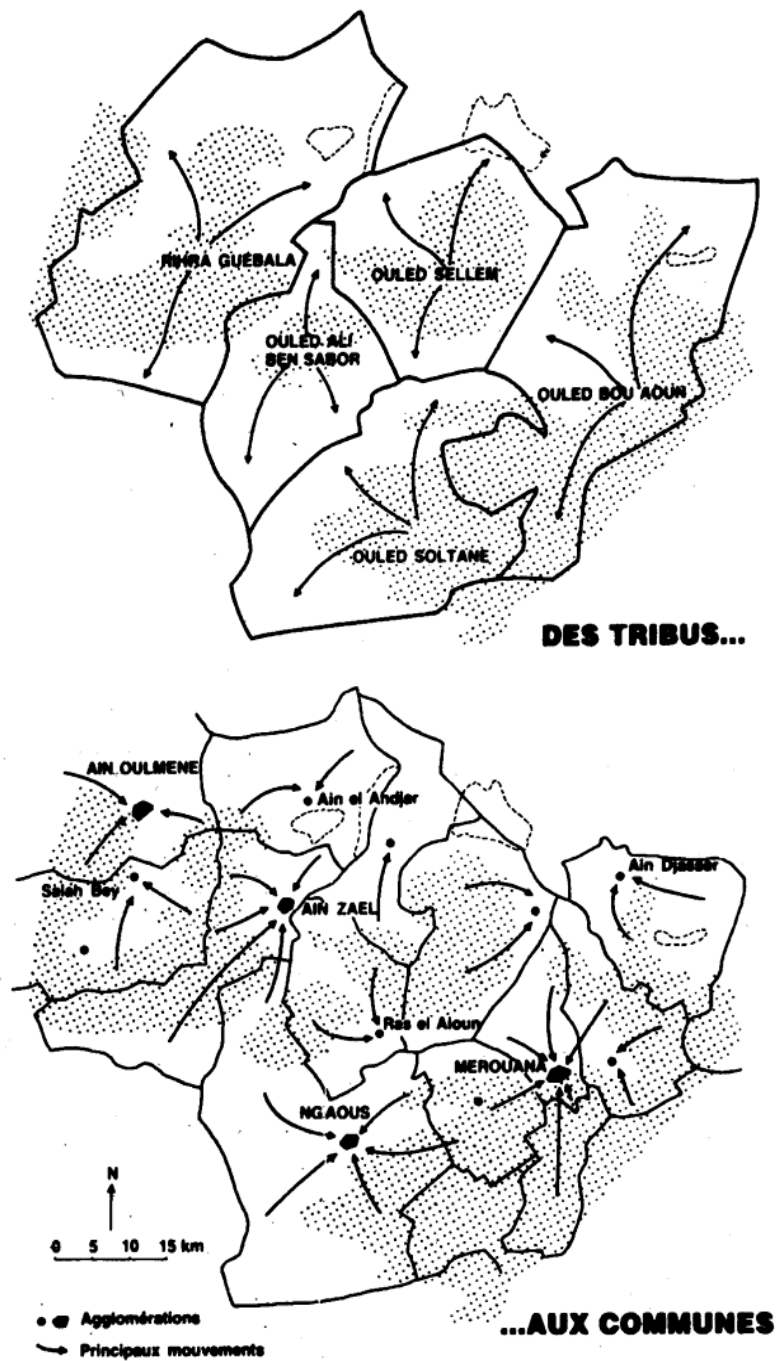 RIHRA GUÉBALA
OULED SELLEM
OULED ALI
BEN SABOR
OULED BOU AOUN
OULED SOLTANE
DES TRIBUS...
AIN OULMENE
Ain el Ahdjar
Salah Bey
Ain Djasser
AIN ZAEL
Ras el Aioun
MEROUANA
NGAOUS
N
0 5 10 15 km
Agglomérations
Principaux mouvements
...AUX COMMUNES